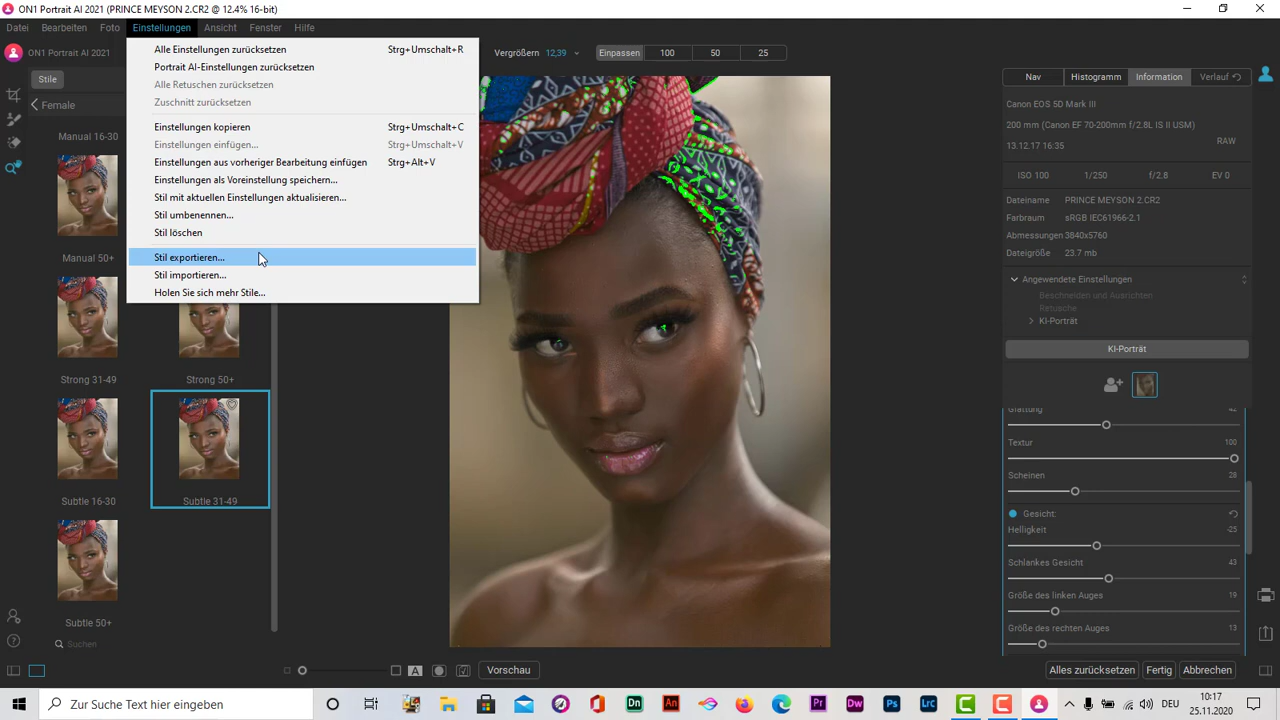 ON1 Portrait AI 2021 (PRINCE MEYSON 2.CR2 @ 12.4% 16-bit)
Datei Bearbeiten Foto Einstellungen Ansicht Fenster Hilfe
ON1 Portrait AI 2021
Vergrößern 12,39 Einpassen 100 50 25
Stile
Female
Manual 16-30
Manual 50+
Strong 31-49
Strong 50+
Subtle 16-30
Subtle 31-49
Subtle 50+
Suchen
Alle Einstellungen zurücksetzen Strg+Umschalt+R
Portrait AI-Einstellungen zurücksetzen
Alle Retuschen zurücksetzen
Zuschnitt zurücksetzen
Einstellungen kopieren Strg+Umschalt+C
Einstellungen einfügen... Strg+Umschalt+V
Einstellungen aus vorheriger Bearbeitung einfügen Strg+Alt+V
Einstellungen als Voreinstellung speichern...
Stil mit aktuellen Einstellungen aktualisieren...
Stil umbenennen...
Stil löschen
Stil exportieren...
Stil importieren...
Holen Sie sich mehr Stile...
Nav Histogramm Information Verlauf
Canon EOS 5D Mark III
200 mm (Canon EF 70-200mm f/2.8L IS II USM)
13.12.17 16:35 RAW
ISO 100 1/250 f/2.8 EV 0
Dateiname PRINCE MEYSON 2.CR2
Farbraum sRGB IEC61966-2.1
Abmessungen 3840x5760
Dateigröße 23.7 mb
Angewendete Einstellungen
Beschneiden und Ausrichten
Retusche
KI-Porträt
KI-Porträt
Glättung 42
Textur 100
Scheinen 28
Gesicht:
Helligkeit -25
Schlankes Gesicht 43
Größe des linken Auges 19
Größe des rechten Auges 13
A Vorschau
Alles zurücksetzen Fertig Abbrechen
Zur Suche Text hier eingeben
Dn An Pr Dw Ps Lrc
DEU
10:17
25.11.2020